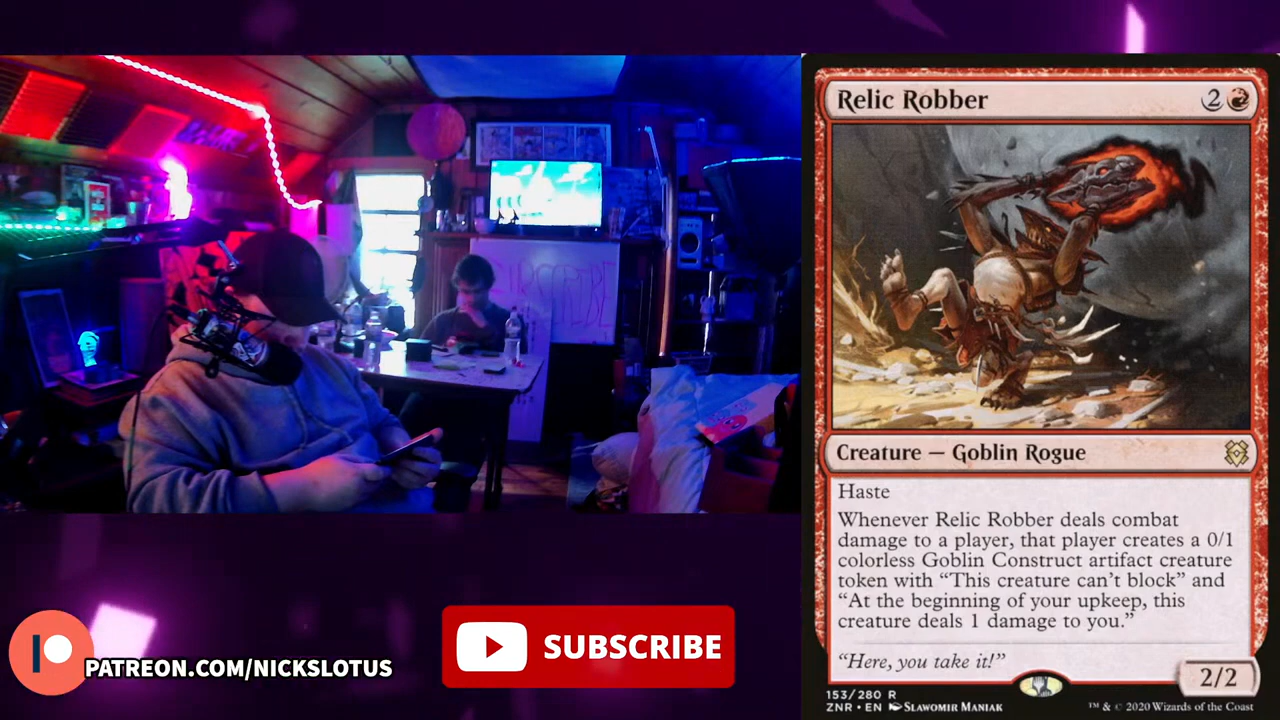 Relic Robber
2
SUBSCRIBE
Creature — Goblin Rogue
Haste
Whenever Relic Robber deals combat
damage to a player, that player creates a 0/1
colorless Goblin Construct artifact creature
token with “This creature can’t block” and
“At the beginning of your upkeep, this
creature deals 1 damage to you.”
“Here, you take it!”
2/2
153/280 R
ZNR • EN SLAWOMIR MANIAK
™ & © 2020 Wizards of the Coast
PATREON.COM/NICKSLOTUS
SUBSCRIBE